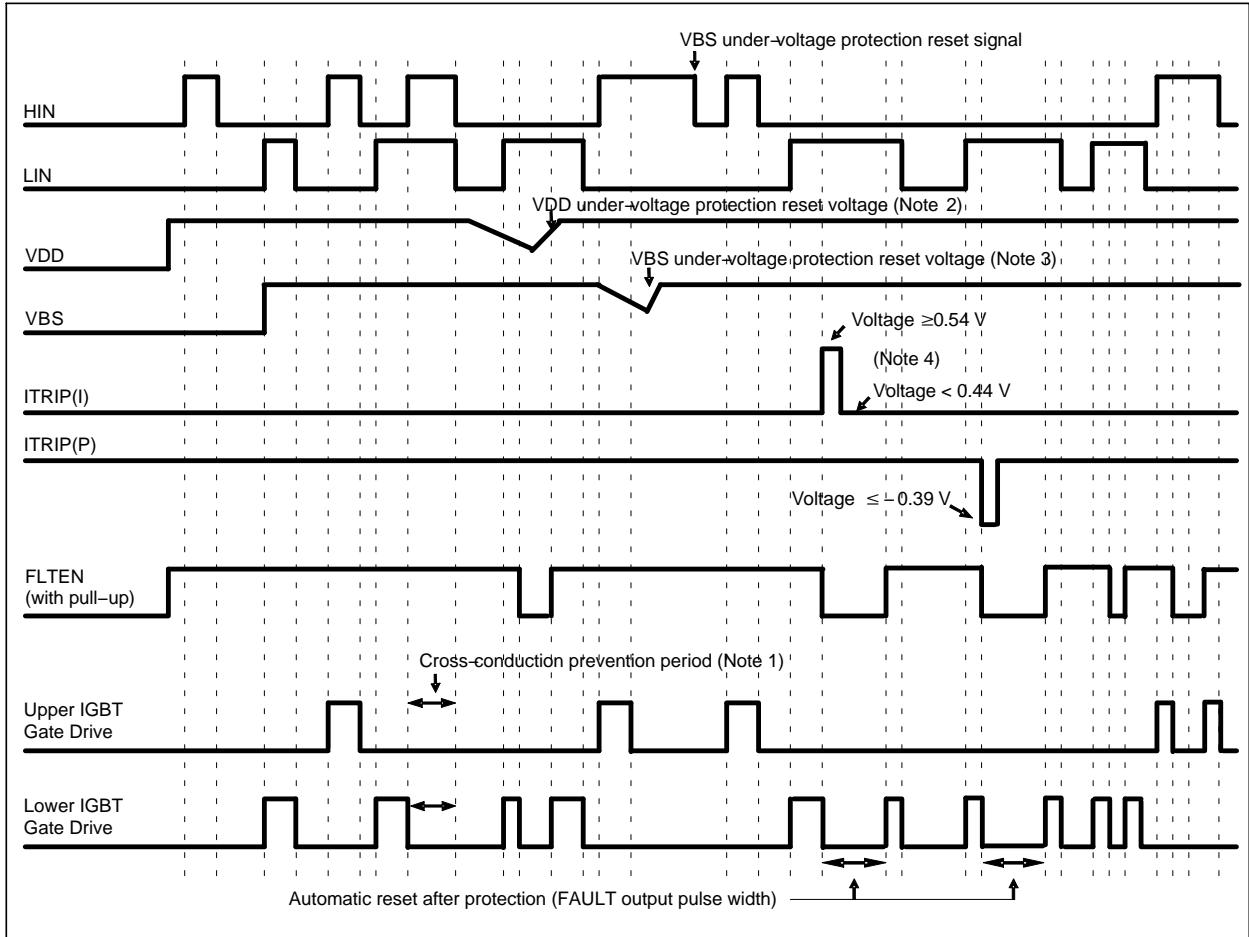 VBS under-voltage protection reset signal
HIN
LIN
VDD under-voltage protection reset voltage (Note 2)
VDD
VBS under-voltage protection reset voltage (Note 3)
VBS
Voltage ≥0.54 V
(Note 4)
Voltage < 0.44 V
ITRIP(I)
ITRIP(P)
Voltage ≤ -0.39 V
FLTEN
(with pull-up)
Cross-conduction prevention period (Note 1)
Upper IGBT
Gate Drive
Lower IGBT
Gate Drive
Automatic reset after protection (FAULT output pulse width)